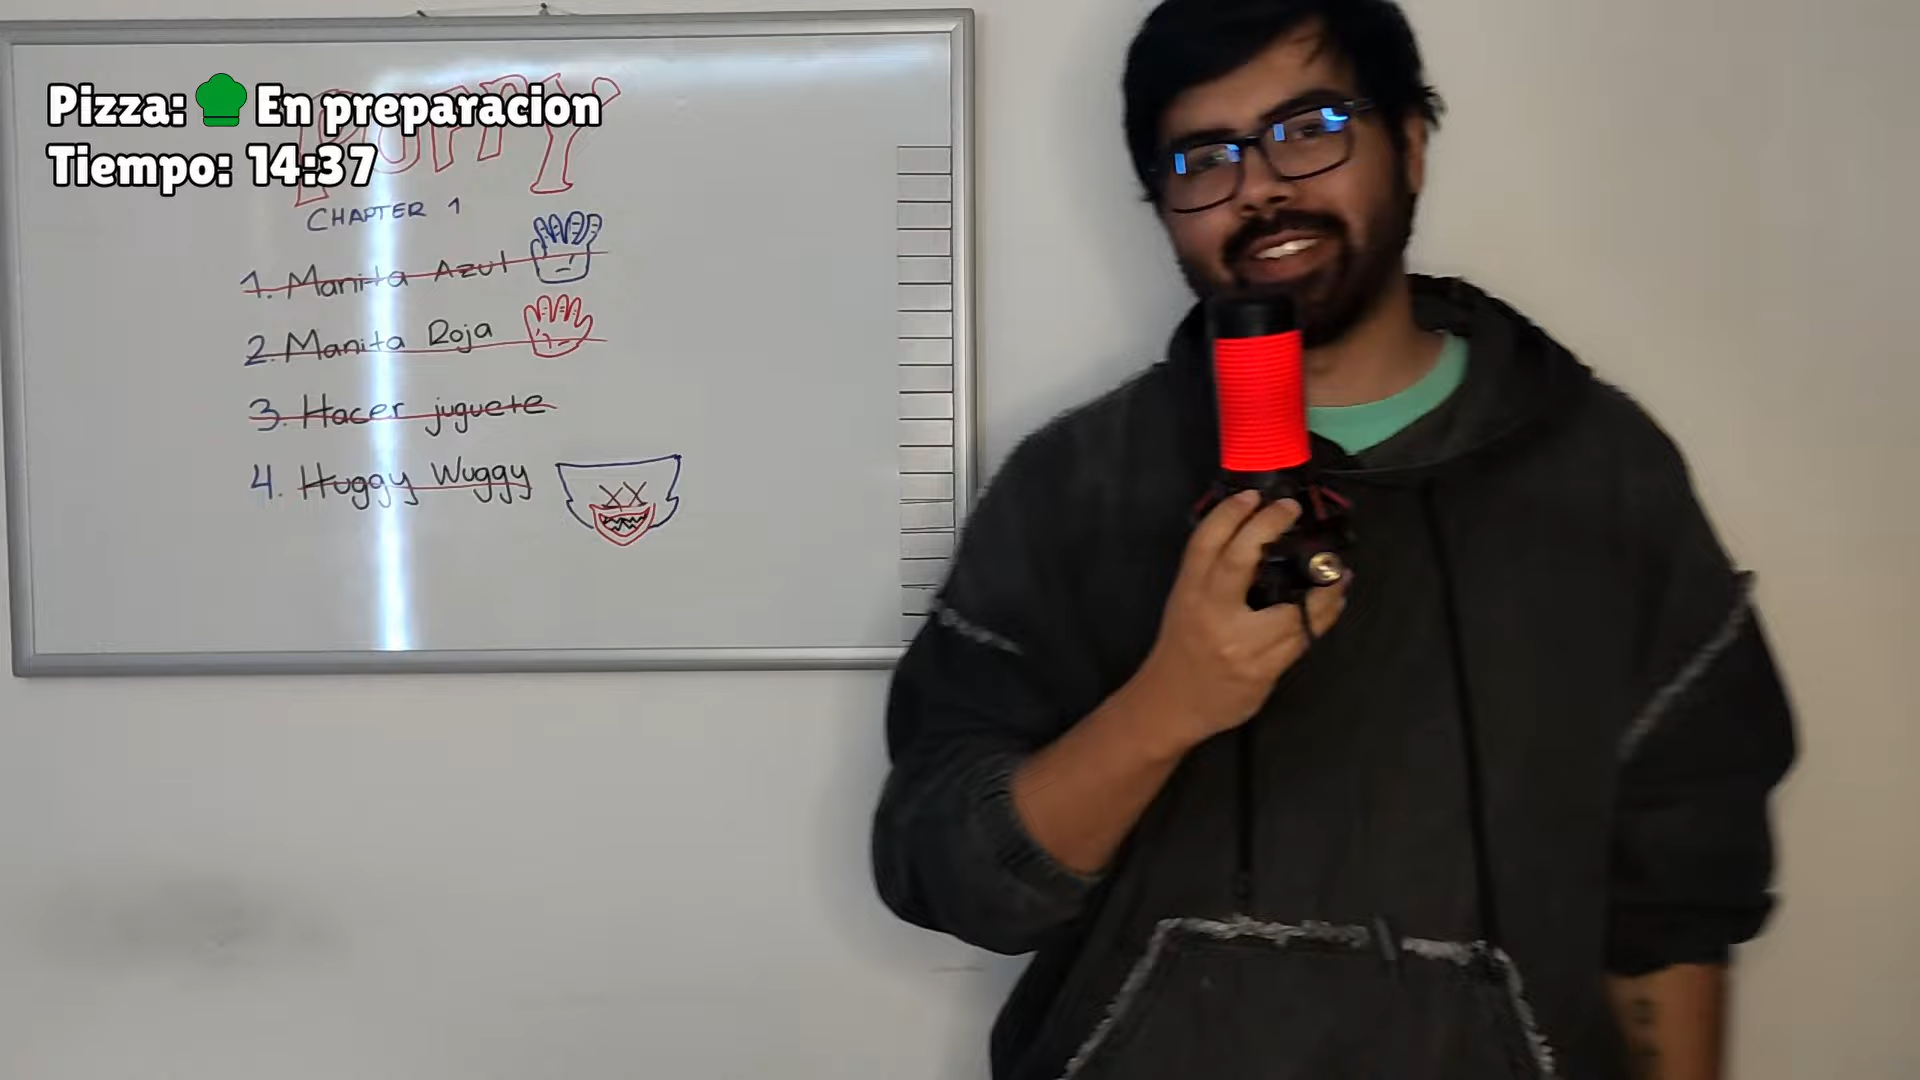 Pizza: En preparacion
Tiempo: 14:37
POPPY
CHAPTER 1
1. Manita Azul
2. Manita Roja
3. Hacer juguete
4. Huggy Wuggy